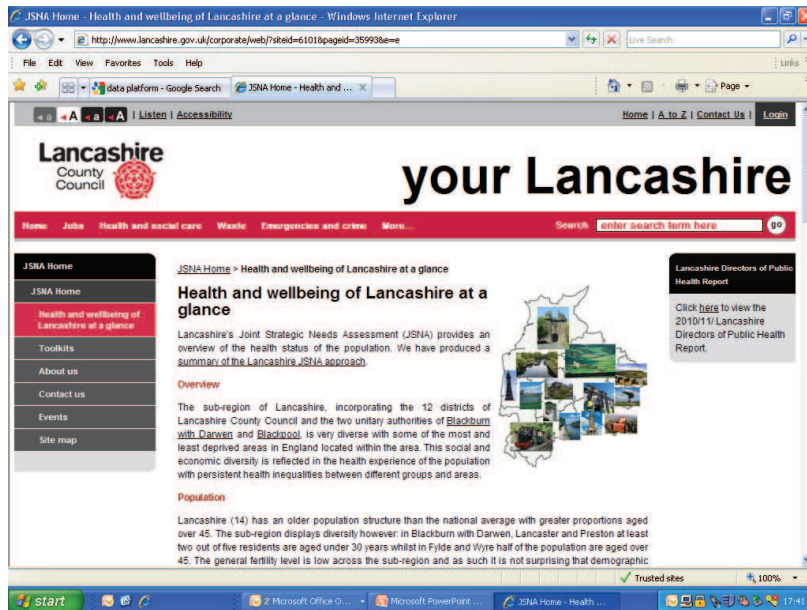 JSNA Home - Health and wellbeing of Lancashire at a glance - Windows Internet Explorer
http://www.lancashire.gov.uk/corporate/web/?siteid=6101&pageid=35993&e=e
Live Search
File Edit View Favorites Tools Help
Links
data platform - Google Search
JSNA Home - Health and ...
Page
a A a A | Listen | Accessibility
Home | A to Z | Contact Us | Login
Lancashire
County
Council
your Lancashire
Home Jobs Health and social care Waste Emergencies and crime More...
Search enter search term here go
JSNA Home
JSNA Home
Health and wellbeing of
Lancashire at a glance
Toolkits
About us
Contact us
Events
Site map
JSNA Home > Health and wellbeing of Lancashire at a glance
Health and wellbeing of Lancashire at a
glance
Lancashire's Joint Strategic Needs Assessment (JSNA) provides an
overview of the health status of the population. We have produced a
summary of the Lancashire JSNA approach.
Overview
The sub-region of Lancashire, incorporating the 12 districts of
Lancashire County Council and the two unitary authorities of Blackburn
with Darwen and Blackpool, is very diverse with some of the most and
least deprived areas in England located within the area. This social and
economic diversity is reflected in the health experience of the population
with persistent health inequalities between different groups and areas.
Population
Lancashire (14) has an older population structure than the national average with greater proportions aged
over 45. The sub-region displays diversity however: in Blackburn with Darwen, Lancaster and Preston at least
two out of five residents are aged under 30 years whilst in Fylde and Wyre half of the population are aged over
45. The general fertility level is low across the sub-region and as such it is not surprising that demographic
Lancashire Directors of Public
Health Report
Click here to view the
2010/11/ Lancashire
Directors of Public Health
Report.
Trusted sites
100%
start
2 Microsoft Office O...
Microsoft PowerPoint ...
JSNA Home - Health ...
17:41